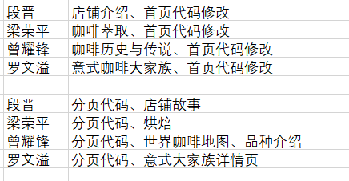 段晋 店铺介绍、首页代码修改
梁荣平 咖啡萃取、首页代码修改
曾耀锋 咖啡历史与传说、首页代码修改
罗文溢 意式咖啡大家族、首页代码修改
段晋 分页代码、店铺故事
梁荣平 分页代码、烘焙
曾耀锋 分页代码、世界咖啡地图、品种介绍
罗文溢 分页代码、意式大家族详情页